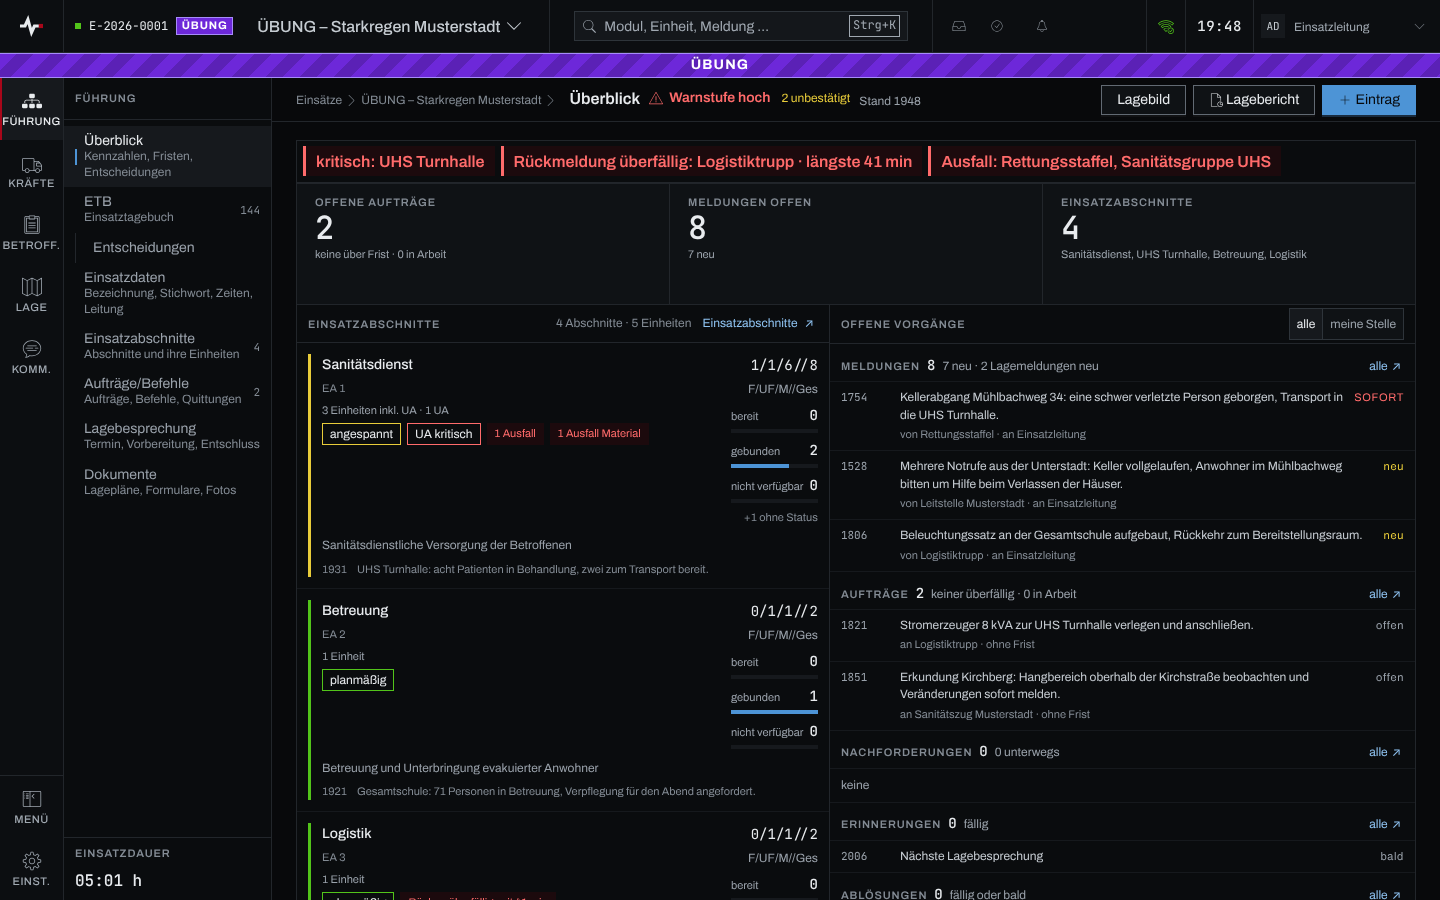 E-2026-0001 ÜBUNG ÜBUNG – Starkregen Musterstadt
Modul, Einheit, Meldung ... Strg+K
19:48 AD Einsatzleitung
ÜBUNG
FÜHRUNG
KRÄFTE
BETROFF.
LAGE
KOMM.
MENÜ
EINST.
FÜHRUNG
Überblick
Kennzahlen, Fristen,
Entscheidungen
ETB
Einsatztagebuch 144
Entscheidungen
Einsatzdaten
Bezeichnung, Stichwort, Zeiten,
Leitung
Einsatzabschnitte
Abschnitte und ihre Einheiten 4
Aufträge/Befehle
Aufträge, Befehle, Quittungen 2
Lagebesprechung
Termin, Vorbereitung, Entschluss
Dokumente
Lagepläne, Formulare, Fotos
EINSATZDAUER
05:01 h
Einsätze ÜBUNG – Starkregen Musterstadt Überblick Warnstufe hoch 2 unbestätigt Stand 1948
Lagebild Lagebericht + Eintrag
kritisch: UHS Turnhalle Rückmeldung überfällig: Logistiktrupp · längste 41 min Ausfall: Rettungsstaffel, Sanitätsgruppe UHS
OFFENE AUFTRÄGE
2
keine über Frist · 0 in Arbeit
MELDUNGEN OFFEN
8
7 neu
EINSATZABSCHNITTE
4
Sanitätsdienst, UHS Turnhalle, Betreuung, Logistik
EINSATZABSCHNITTE 4 Abschnitte · 5 Einheiten Einsatzabschnitte ↗
Sanitätsdienst 1/1/6//8
EA 1 F/UF/M//Ges
3 Einheiten inkl. UA · 1 UA
angespannt UA kritisch 1 Ausfall 1 Ausfall Material
bereit 0
gebunden 2
nicht verfügbar 0
+1 ohne Status
Sanitätsdienstliche Versorgung der Betroffenen
1931 UHS Turnhalle: acht Patienten in Behandlung, zwei zum Transport bereit.
Betreuung 0/1/1//2
EA 2 F/UF/M//Ges
1 Einheit
planmäßig
bereit 0
gebunden 1
nicht verfügbar 0
Betreuung und Unterbringung evakuierter Anwohner
1921 Gesamtschule: 71 Personen in Betreuung, Verpflegung für den Abend angefordert.
Logistik 0/1/1//2
EA 3 F/UF/M//Ges
1 Einheit
bereit 0
OFFENE VORGÄNGE alle meine Stelle
MELDUNGEN 8 7 neu · 2 Lagemeldungen neu alle ↗
1754 Kellerabgang Mühlbachweg 34: eine schwer verletzte Person geborgen, Transport in SOFORT
die UHS Turnhalle.
von Rettungsstaffel · an Einsatzleitung
1528 Mehrere Notrufe aus der Unterstadt: Keller vollgelaufen, Anwohner im Mühlbachweg neu
bitten um Hilfe beim Verlassen der Häuser.
von Leitstelle Musterstadt · an Einsatzleitung
1806 Beleuchtungssatz an der Gesamtschule aufgebaut, Rückkehr zum Bereitstellungsraum. neu
von Logistiktrupp · an Einsatzleitung
AUFTRÄGE 2 keiner überfällig · 0 in Arbeit alle ↗
1821 Stromerzeuger 8 kVA zur UHS Turnhalle verlegen und anschließen. offen
an Logistiktrupp · ohne Frist
1851 Erkundung Kirchberg: Hangbereich oberhalb der Kirchstraße beobachten und offen
Veränderungen sofort melden.
an Sanitätszug Musterstadt · ohne Frist
NACHFORDERUNGEN 0 0 unterwegs alle ↗
keine
ERINNERUNGEN 0 fällig alle ↗
2006 Nächste Lagebesprechung bald
ABLÖSUNGEN 0 fällig oder bald alle ↗